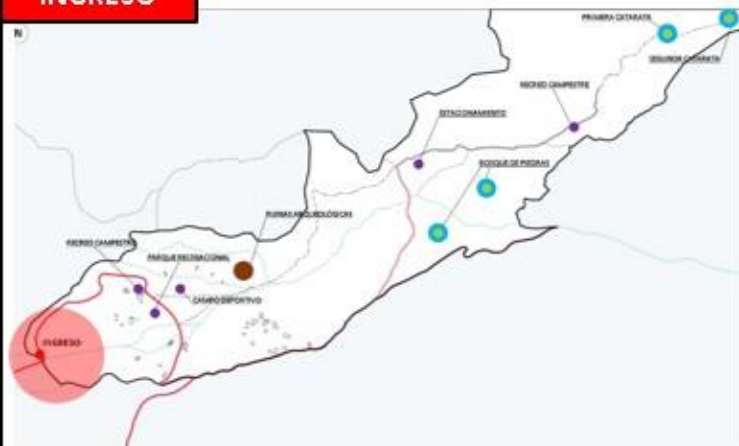 INGRESO
N
PRIMERA CATARATA
SEGUNDA CATARATA
RECREO CAMPESTRE
ESTACIONAMIENTO
BOSQUE DE PIEDRAS
RUINAS ARQUEOLÓGICAS
RECREO CAMPESTRE
PARQUE RECREACIONAL
CAMPO DEPORTIVO
INGRESO